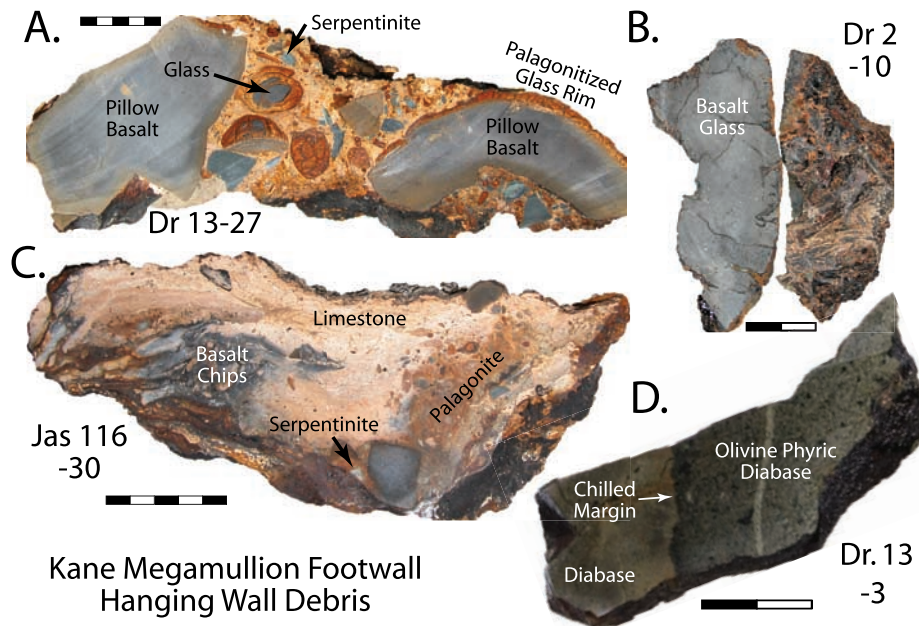 A.
Serpentinite
Glass
Pillow
Basalt
Palagonitized
Glass Rim
Pillow
Basalt
Dr 13-27
B.
Dr 2
-10
Basalt
Glass
C.
Limestone
Basalt
Chips
Palagonite
Serpentinite
Jas 116
-30
D.
Olivine Phyric
Diabase
Chilled
Margin
Diabase
Dr. 13
-3
Kane Megamullion Footwall
Hanging Wall Debris